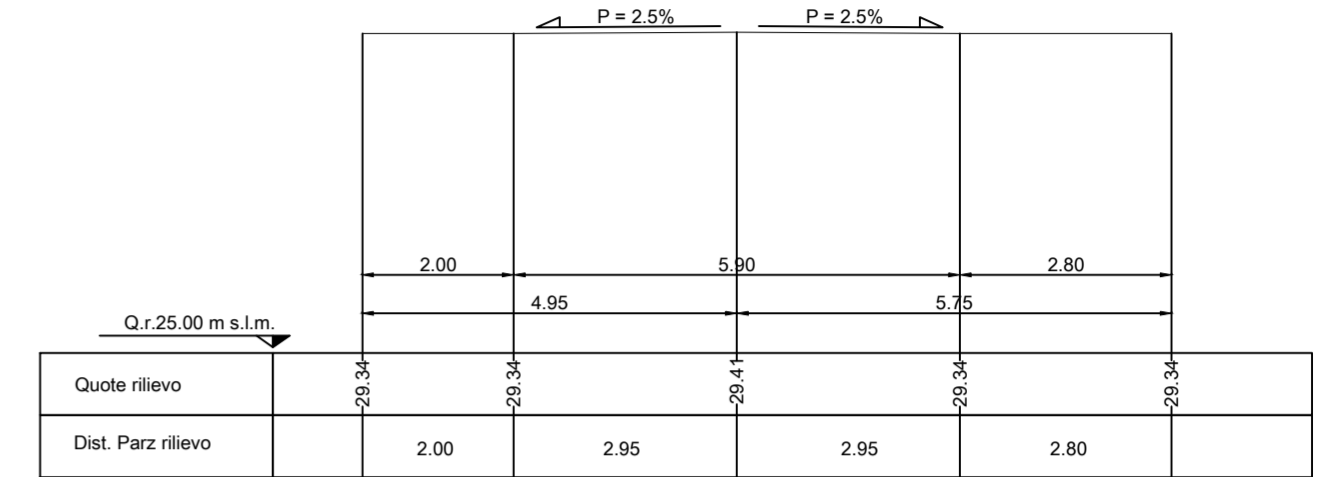 P = 2.5% P = 2.5%
2.00 5.90 2.80
4.95 5.75
Q.r.25.00 m s.l.m.
Quote rilievo 29.34 29.34 29.41 29.34 29.34
Dist. Parz rilievo 2.00 2.95 2.95 2.80